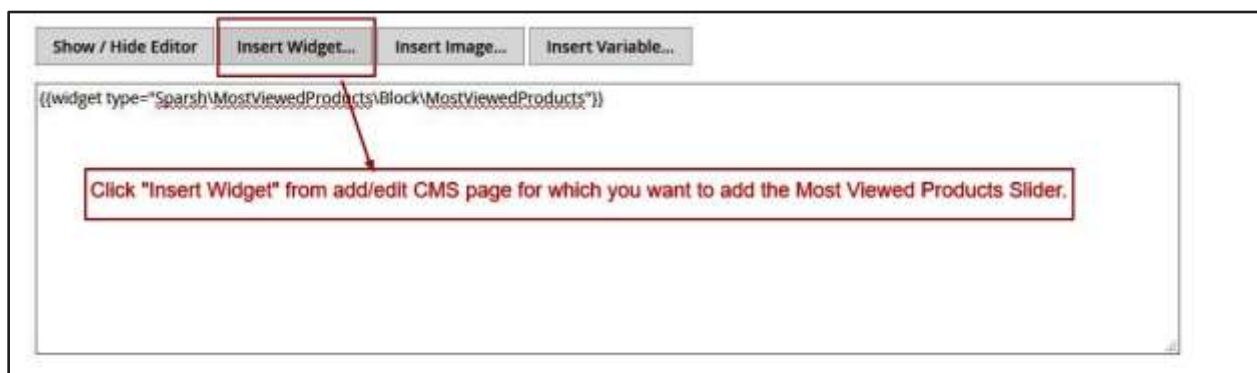 Show / Hide Editor Insert Widget... Insert Image... Insert Variable...
{{widget type="Sparsh\MostViewedProducts\Block\MostViewedProducts"}}
Click "Insert Widget" from add/edit CMS page for which you want to add the Most Viewed Products Slider.